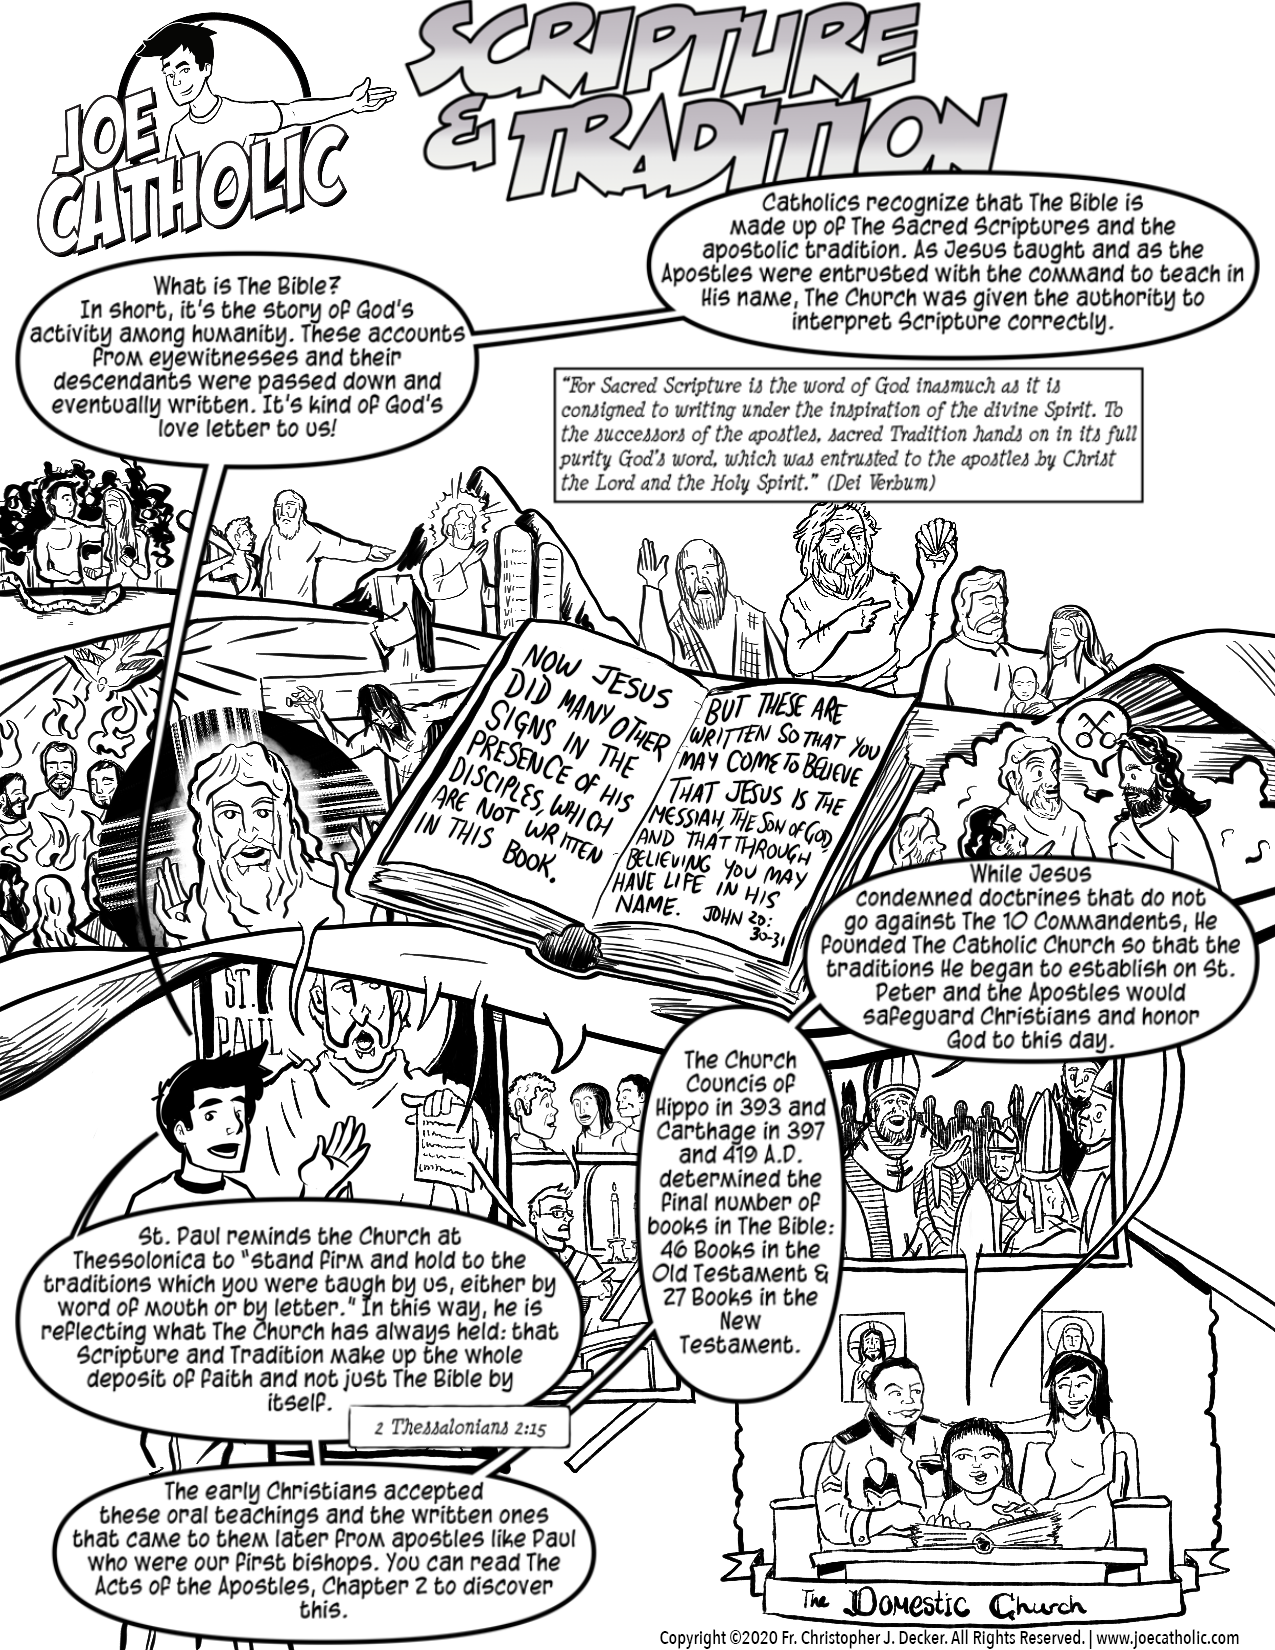 JOE
CATHOLIC
SCRIPTURE
& TRADITION
Catholics recognize that The Bible is
made up of The Sacred Scriptures and the
apostolic tradition. As Jesus taught and as the
Apostles were entrusted with the command to teach in
His name, The Church was given the authority to
interpret Scripture correctly.
What is The Bible?
In short, it's the story of God's
activity among humanity. These accounts
from eyewitnesses and their
descendants were passed down and
eventually written. It's kind of God's
love letter to us!
"For Sacred Scripture is the word of God inasmuch as it is
consigned to writing under the inspiration of the divine Spirit. To
the successors of the apostles, sacred Tradition hands on in its full
purity God's word, which was entrusted to the apostles by Christ
the Lord and the Holy Spirit." (Dei Verbum)
NOW JESUS
DID MANY OTHER
SIGNS IN THE
PRESENCE OF HIS
DISCIPLES, WHICH
ARE NOT WRITTEN
IN THIS BOOK.
BUT THESE ARE
WRITTEN SO THAT YOU
MAY COME TO BELIEVE
THAT JESUS IS THE
MESSIAH, THE SON OF GOD,
AND THAT THROUGH
BELIEVING YOU MAY
HAVE LIFE IN HIS
NAME. JOHN 20:
30-31
While Jesus
condemned doctrines that do not
go against The 10 Commandents, He
founded The Catholic Church so that the
traditions He began to establish on St.
Peter and the Apostles would
safeguard Christians and honor
God to this day.
ST.
PAUL
The Church
Councis of
Hippo in 393 and
Carthage in 397
and 419 A.D.
determined the
final number of
books in The Bible:
46 Books in the
Old Testament &
27 Books in the
New
Testament.
St. Paul reminds the Church at
Thessolonica to "stand firm and hold to the
traditions which you were taugh by us, either by
word of mouth or by letter." In this way, he is
reflecting what The Church has always held: that
Scripture and Tradition make up the whole
deposit of faith and not just The Bible by
itself.
2 Thessalonians 2:15
The early Christians accepted
these oral teachings and the written ones
that came to them later from apostles like Paul
who were our first bishops. You can read The
Acts of the Apostles, Chapter 2 to discover
this.
The Domestic Church
Copyright ©2020 Fr. Christopher J. Decker. All Rights Reserved. | www.joecatholic.com